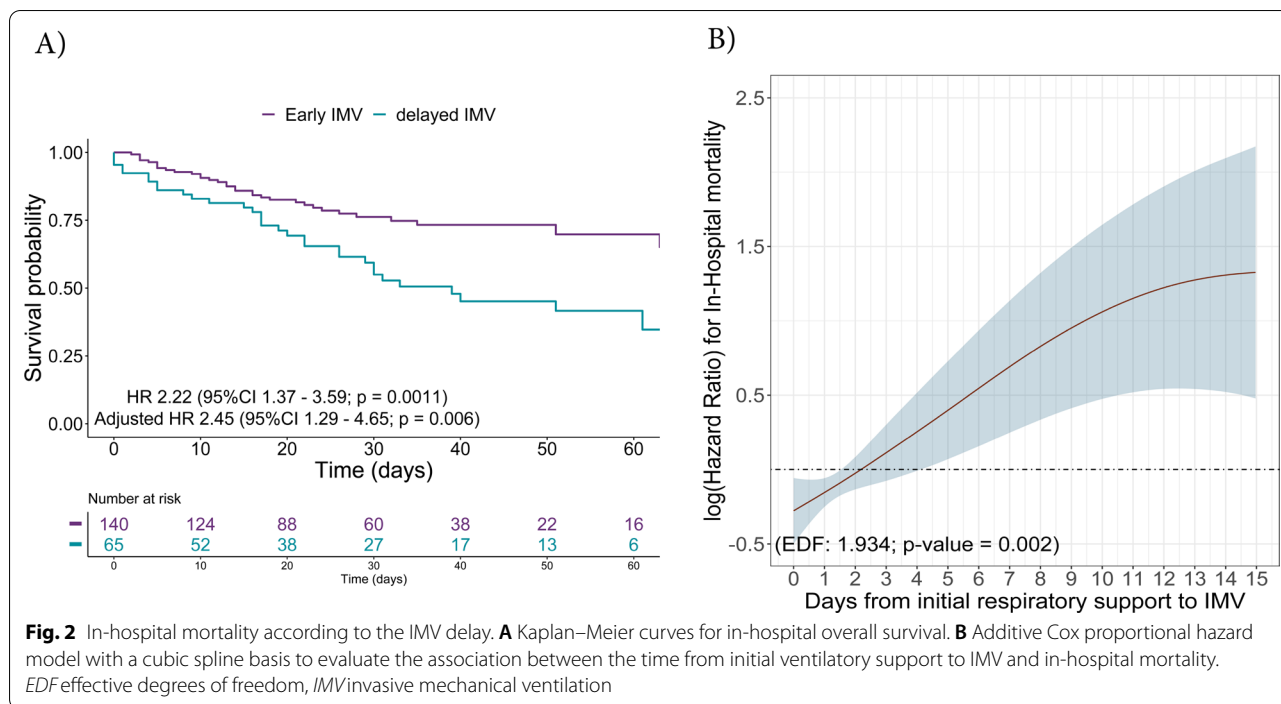 A)
Early IMV delayed IMV
1.00
0.75
0.50
0.25
0.00
Survival probability
HR 2.22 (95%CI 1.37 - 3.59; p = 0.0011)
Adjusted HR 2.45 (95%CI 1.29 - 4.65; p = 0.006)
0 10 20 30 40 50 60
Time (days)
Number at risk
140 124 88 60 38 22 16
65 52 38 27 17 13 6
0 10 20 30 40 50 60
Time (days)
B)
2.5
1.5
0.5
-0.5
log(Hazard Ratio) for In-Hospital mortality
(EDF: 1.934; p-value = 0.002)
0 1 2 3 4 5 6 7 8 9 10 11 12 13 14 15
Days from initial respiratory support to IMV
Fig. 2 In-hospital mortality according to the IMV delay. A Kaplan–Meier curves for in-hospital overall survival. B Additive Cox proportional hazard
model with a cubic spline basis to evaluate the association between the time from initial ventilatory support to IMV and in-hospital mortality.
EDF effective degrees of freedom, IMV invasive mechanical ventilation